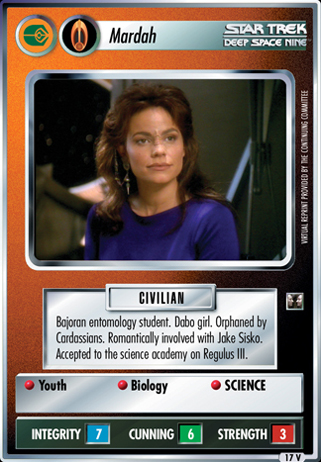 Mardah
STAR TREK
DEEP SPACE NINE
VIRTUAL REPRINT PROVIDED BY THE CONTINUING COMMITTEE
CIVILIAN
Bajoran entomology student. Dabo girl. Orphaned by
Cardassians. Romantically involved with Jake Sisko.
Accepted to the science academy on Regulus III.
Youth Biology SCIENCE
INTEGRITY 7 CUNNING 6 STRENGTH 3
17 V